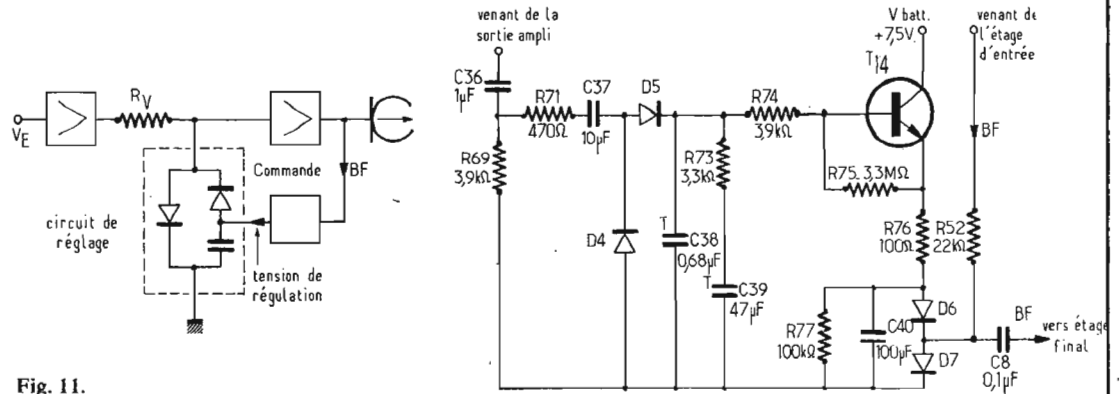 V_E
R_V
Commande
BF
circuit de
réglage
tension de
régulation
Fig. 11.
venant de la
sortie ampli
C36
1µF
R71
470Ω
C37
10µF
D5
R69
3,9kΩ
D4
T
C38
0,68µF
R73
3,3kΩ
T
C39
47µF
R74
3,9kΩ
V batt.
+7,5V
T14
R75_3,3MΩ
R76
100Ω
R77
100kΩ
C40
100µF
D6
D7
venant de
l'étage
d'entrée
BF
R52
22kΩ
C8
0,1µF
BF
vers étage
final